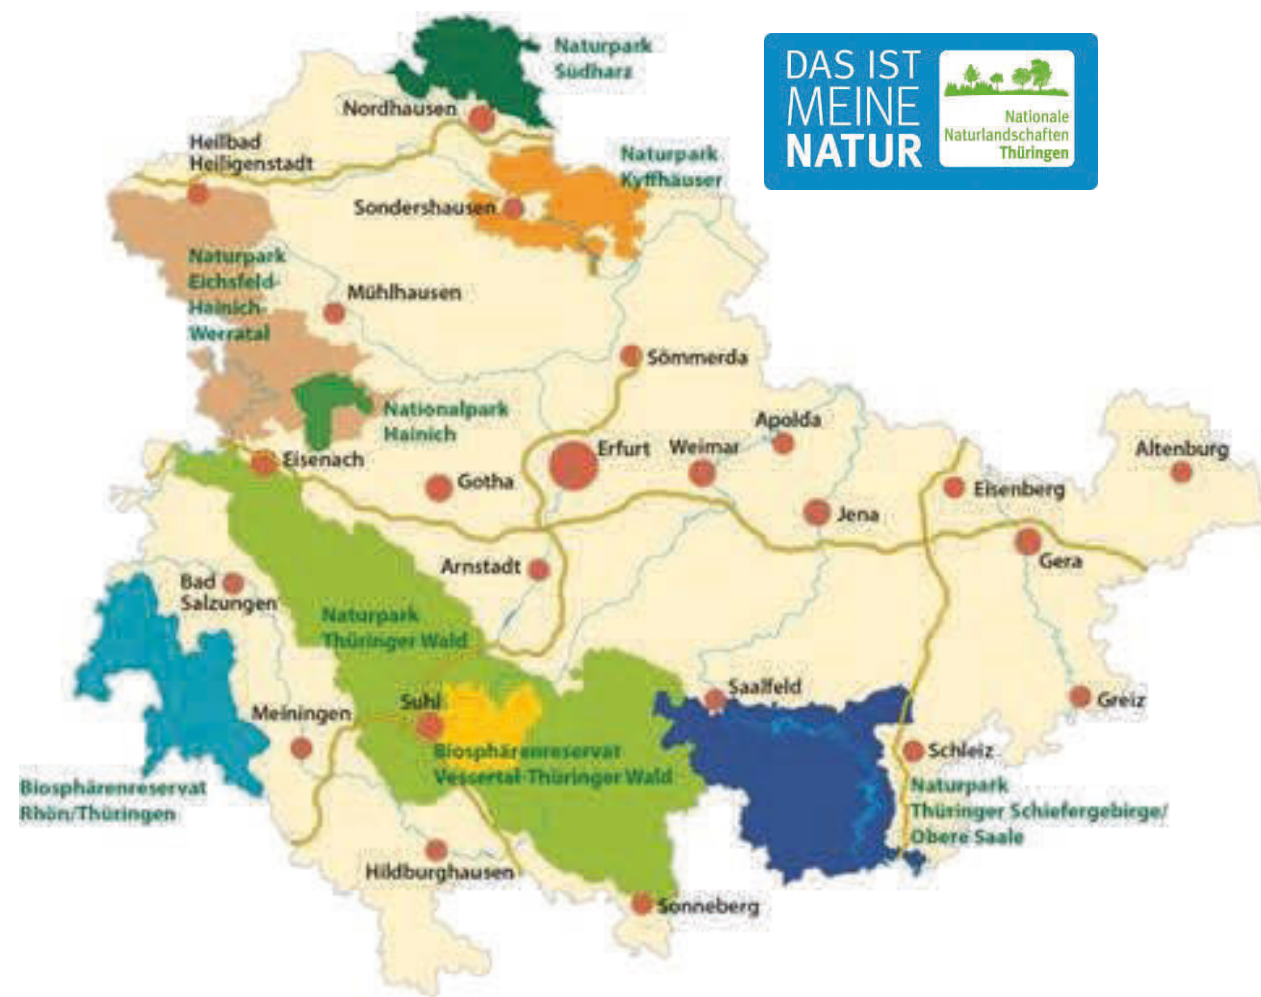 Naturpark
Südharz
DAS IST
MEINE
NATUR
Nationale
Naturlandschaften
Thüringen
Nordhausen
Heilbad
Heiligenstadt
Naturpark
Kyffhäuser
Sondershausen
Naturpark
Eichsfeld-
Hainich-
Werratal
Mühlhausen
Sömmerda
Nationalpark
Hainich
Apolda
Erfurt
Weimar
Altenburg
Eisenach
Gotha
Eisenberg
Jena
Gera
Arnstadt
Bad
Salzungen
Naturpark
Thüringer Wald
Saalfeld
Greiz
Suhl
Meiningen
Biosphärenreservat
Vessertal-Thüringer Wald
Schleiz
Biosphärenreservat
Rhön/Thüringen
Naturpark
Thüringer Schiefergebirge/
Obere Saale
Hildburghausen
Sonneberg